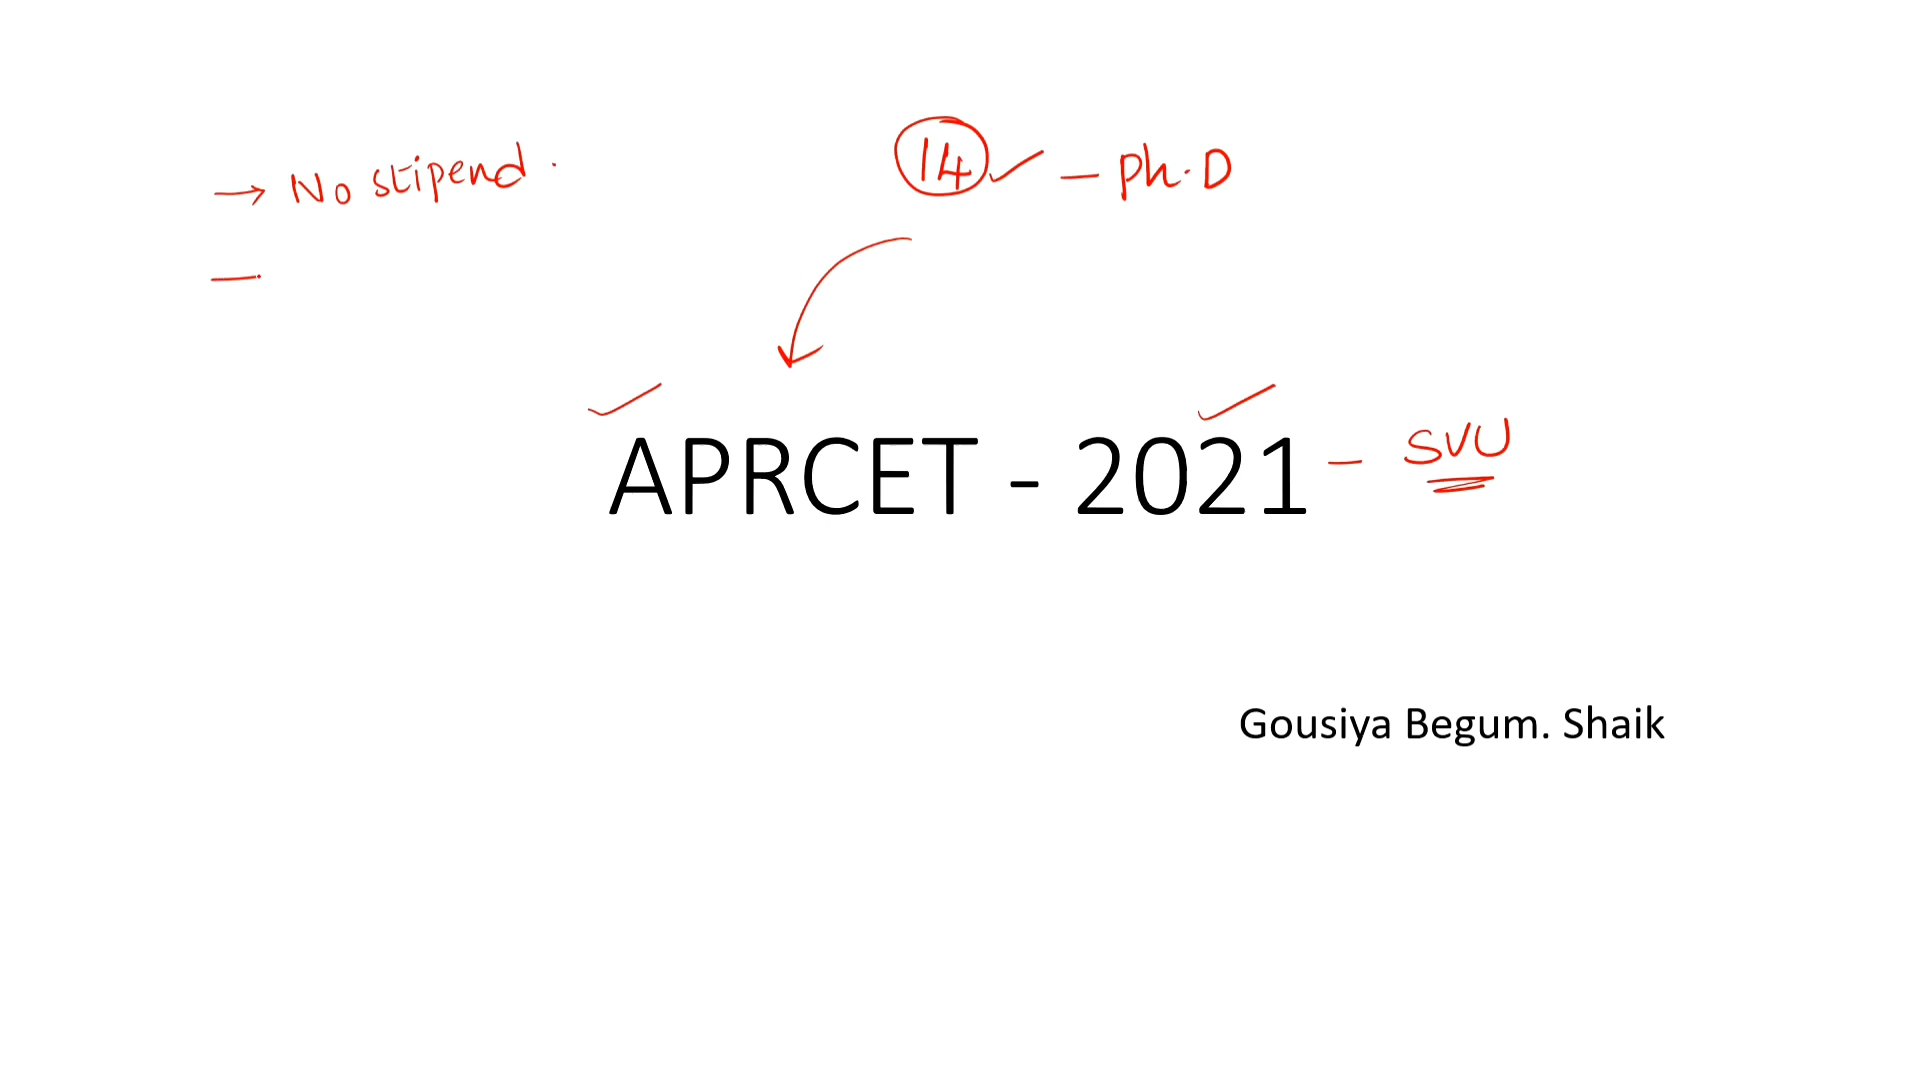 → No stipend.
14 ✓ – Ph.D
–
APRCET - 2021 – SVU
Gousiya Begum. Shaik